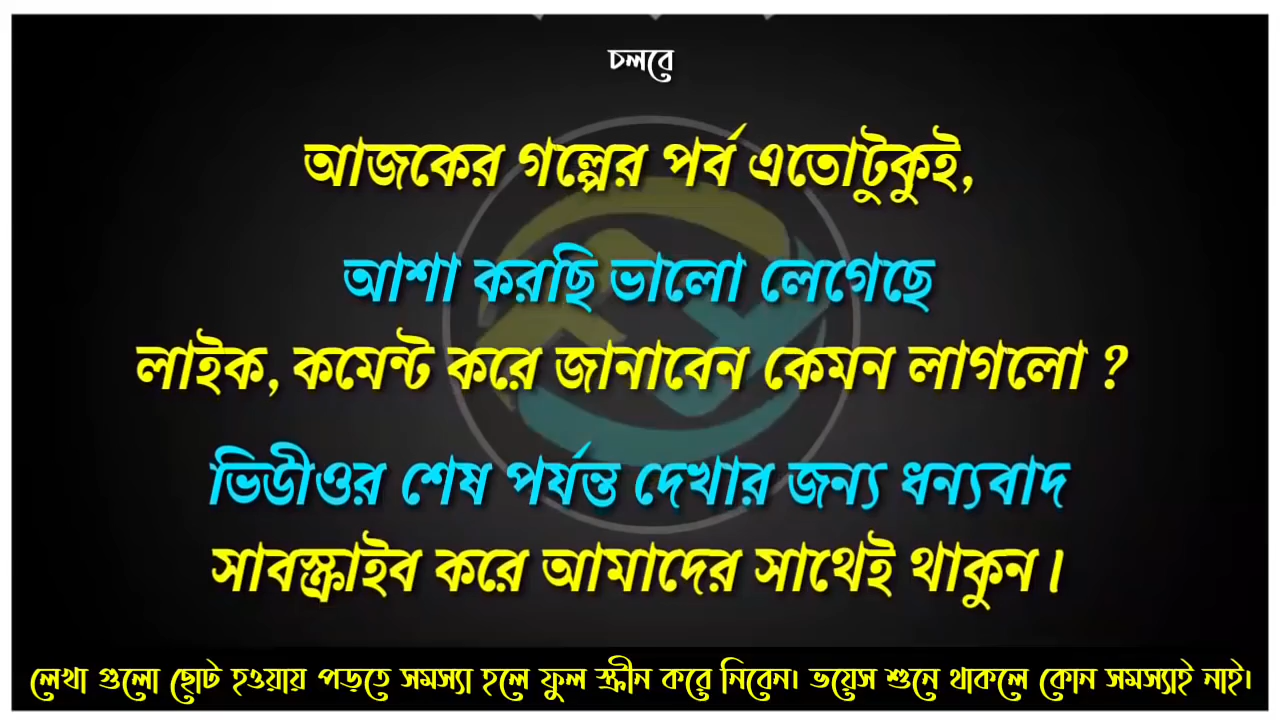 চলবে
আজকের গল্পের পর্ব এতোটুকুই,
আশা করছি ভালো লেগেছে
লাইক, কমেন্ট করে জানাবেন কেমন লাগলো ?
ভিডীওর শেষ পর্যন্ত দেখার জন্য ধন্যবাদ
সাবস্ক্রাইব করে আমাদের সাথেই থাকুন।
লেখা গুলো ছোট হওয়ায় পড়তে সমস্যা হলে ফুল স্ক্রীন করে নিবেন। ভয়েস শুনে থাকলে কোন সমস্যাই নাই।